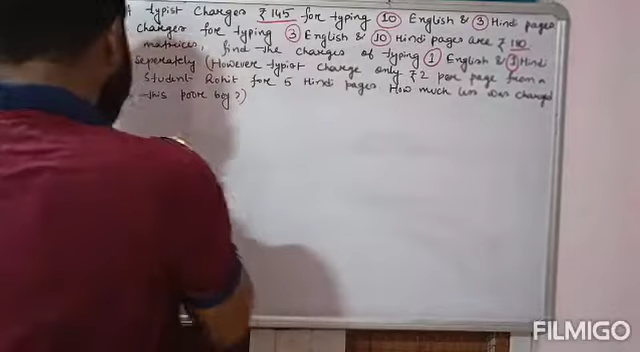 typist Charges ₹ 145 for typing 10 English & 3 Hindi pages
charges for typing 3 English & 10 Hindi pages are ₹ 180
matrices, find the charges of typing 1 English & 1 Hindi
seperately (However typist charge only ₹ 2 per page from a
Student Rohit for 5 Hindi pages How much less was charged
this poor boy?)
FILMIGO